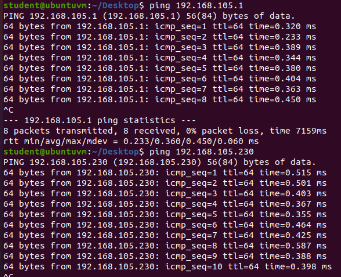 student@ubuntuvm:~/Desktop$ ping 192.168.105.1
PING 192.168.105.1 (192.168.105.1) 56(84) bytes of data.
64 bytes from 192.168.105.1: icmp_seq=1 ttl=64 time=0.320 ms
64 bytes from 192.168.105.1: icmp_seq=2 ttl=64 time=0.233 ms
64 bytes from 192.168.105.1: icmp_seq=3 ttl=64 time=0.389 ms
64 bytes from 192.168.105.1: icmp_seq=4 ttl=64 time=0.344 ms
64 bytes from 192.168.105.1: icmp_seq=5 ttl=64 time=0.380 ms
64 bytes from 192.168.105.1: icmp_seq=6 ttl=64 time=0.404 ms
64 bytes from 192.168.105.1: icmp_seq=7 ttl=64 time=0.363 ms
64 bytes from 192.168.105.1: icmp_seq=8 ttl=64 time=0.450 ms
^C
--- 192.168.105.1 ping statistics ---
8 packets transmitted, 8 received, 0% packet loss, time 7159ms
rtt min/avg/max/mdev = 0.233/0.360/0.450/0.060 ms
student@ubuntuvm:~/Desktop$ ping 192.168.105.230
PING 192.168.105.230 (192.168.105.230) 56(84) bytes of data.
64 bytes from 192.168.105.230: icmp_seq=1 ttl=64 time=0.515 ms
64 bytes from 192.168.105.230: icmp_seq=2 ttl=64 time=0.501 ms
64 bytes from 192.168.105.230: icmp_seq=3 ttl=64 time=0.403 ms
64 bytes from 192.168.105.230: icmp_seq=4 ttl=64 time=0.367 ms
64 bytes from 192.168.105.230: icmp_seq=5 ttl=64 time=0.355 ms
64 bytes from 192.168.105.230: icmp_seq=6 ttl=64 time=0.464 ms
64 bytes from 192.168.105.230: icmp_seq=7 ttl=64 time=0.425 ms
64 bytes from 192.168.105.230: icmp_seq=8 ttl=64 time=0.587 ms
64 bytes from 192.168.105.230: icmp_seq=9 ttl=64 time=0.388 ms
64 bytes from 192.168.105.230: icmp_seq=10 ttl=64 time=0.398 ms
^C